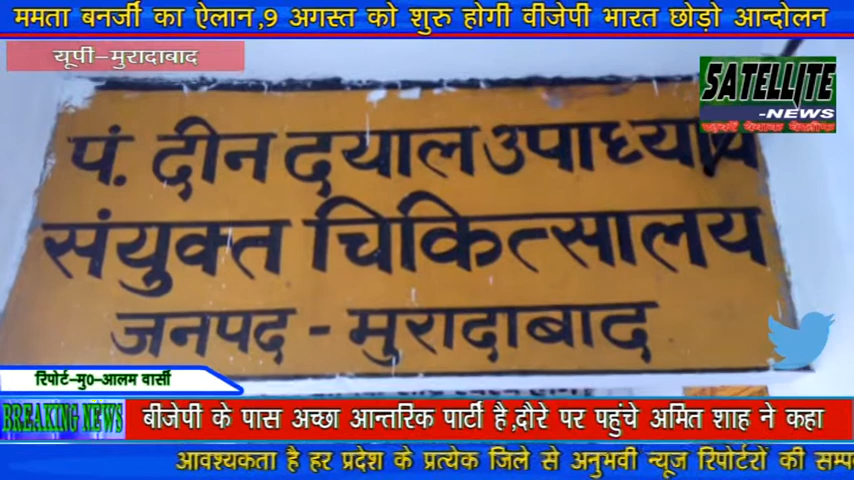 ममता बनर्जी का ऐलान,9 अगस्त को शुरु होगी वीजेपी भारत छोड़ो आन्दोलन
यूपी-मुरादाबाद
SATELLITE
-NEWS
पं. दीन दयाल उपाध्याय
संयुक्त चिकित्सालय
जनपद - मुरादाबाद
रिपोर्ट-मु0-आलम वार्सी
BREAKING NEWS
बीजेपी के पास अच्छा आन्तरिक पार्टी है,दौरे पर पहुंचे अमित शाह ने कहा
आवश्यकता है हर प्रदेश के प्रत्येक जिले से अनुभवी न्यूज रिपोर्टरों की सम्प